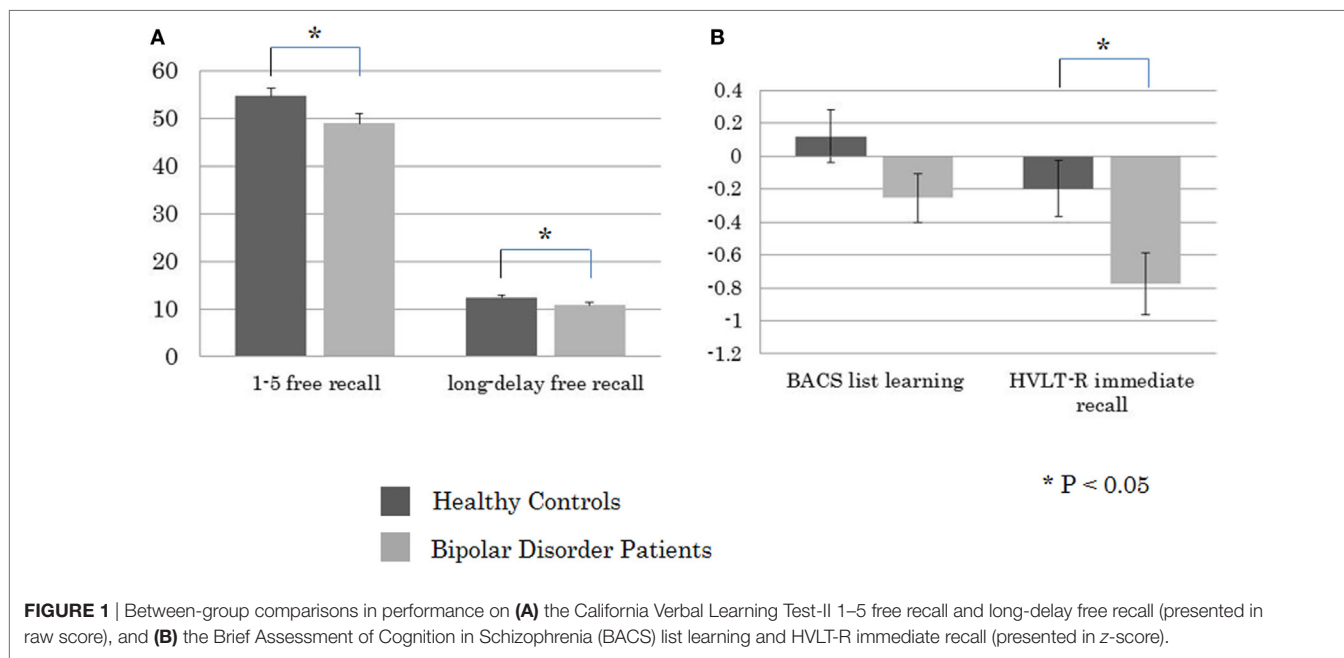 A
*
60
50
40
30
20
10
0
*
1-5 free recall
long-delay free recall
B
*
0.4
0.2
0
-0.2
-0.4
-0.6
-0.8
-1
-1.2
BACS list learning
HVLT-R immediate
recall
* P < 0.05
Healthy Controls
Bipolar Disorder Patients
FIGURE 1 | Between-group comparisons in performance on (A) the California Verbal Learning Test-II 1–5 free recall and long-delay free recall (presented in
raw score), and (B) the Brief Assessment of Cognition in Schizophrenia (BACS) list learning and HVLT-R immediate recall (presented in z-score).